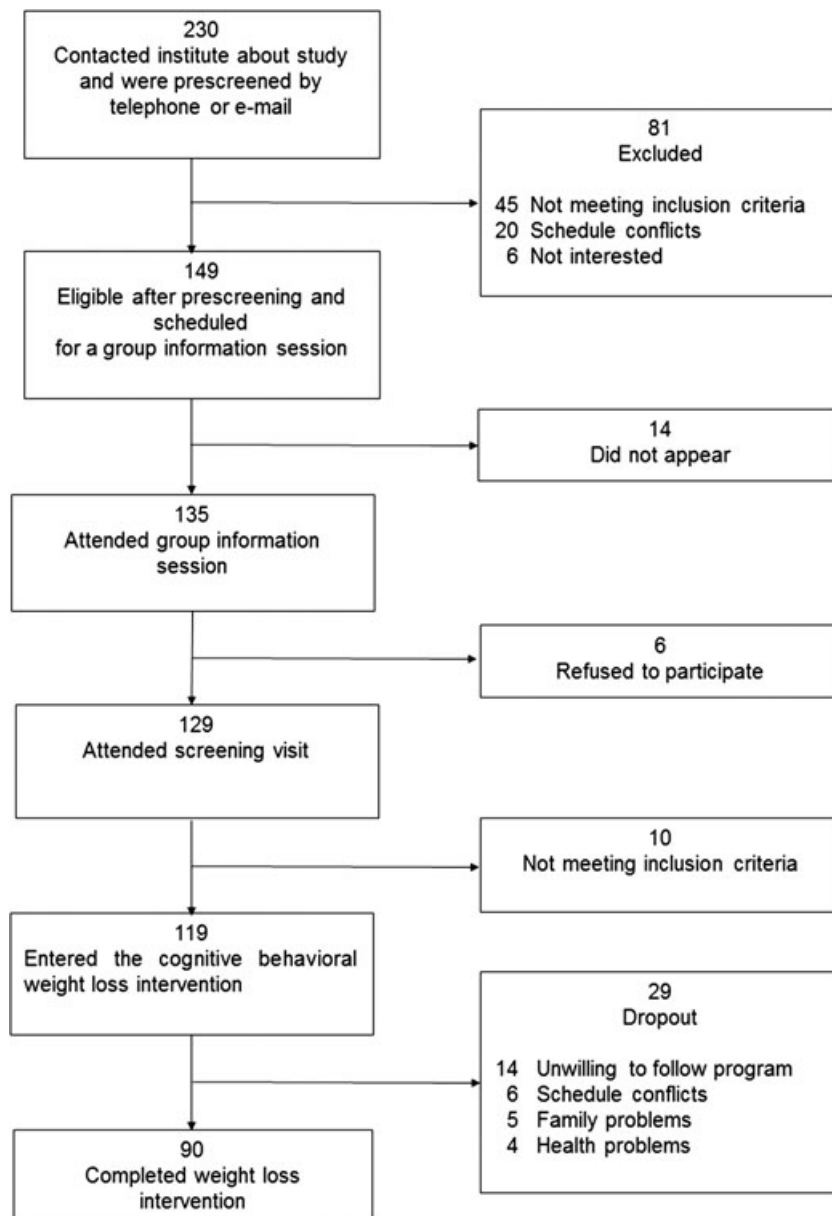 230
Contacted institute about study
and were prescreened by
telephone or e-mail
81
Excluded
45 Not meeting inclusion criteria
20 Schedule conflicts
6 Not interested
149
Eligible after prescreening and
scheduled
for a group information session
14
Did not appear
135
Attended group information
session
6
Refused to participate
129
Attended screening visit
10
Not meeting inclusion criteria
119
Entered the cognitive behavioral
weight loss intervention
29
Dropout
14 Unwilling to follow program
6 Schedule conflicts
5 Family problems
4 Health problems
90
Completed weight loss
intervention